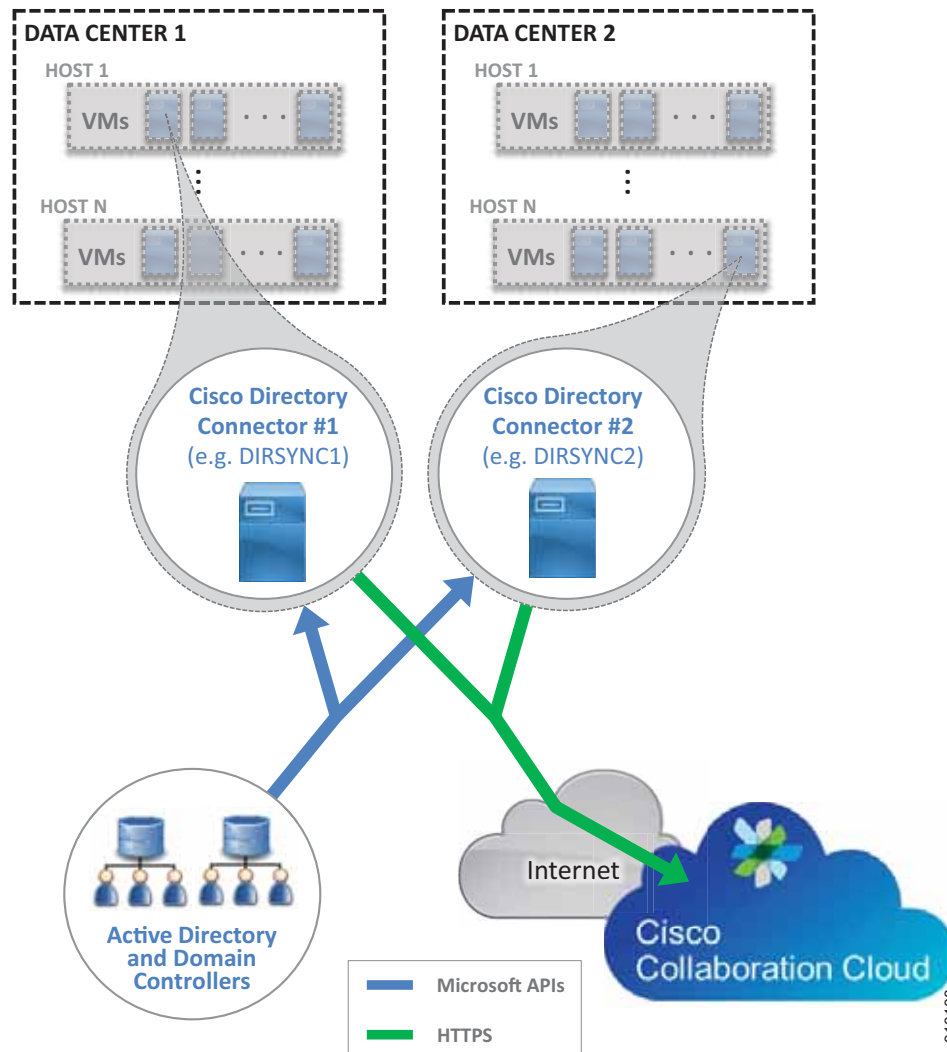 DATA CENTER 1
HOST 1
VMs
HOST N
VMs
DATA CENTER 2
HOST 1
VMs
HOST N
VMs
Cisco Directory
Connector #1
(e.g. DIRSYNC1)
Cisco Directory
Connector #2
(e.g. DIRSYNC2)
Active Directory
and Domain
Controllers
Internet
Cisco
Collaboration Cloud
Microsoft APIs
HTTPS